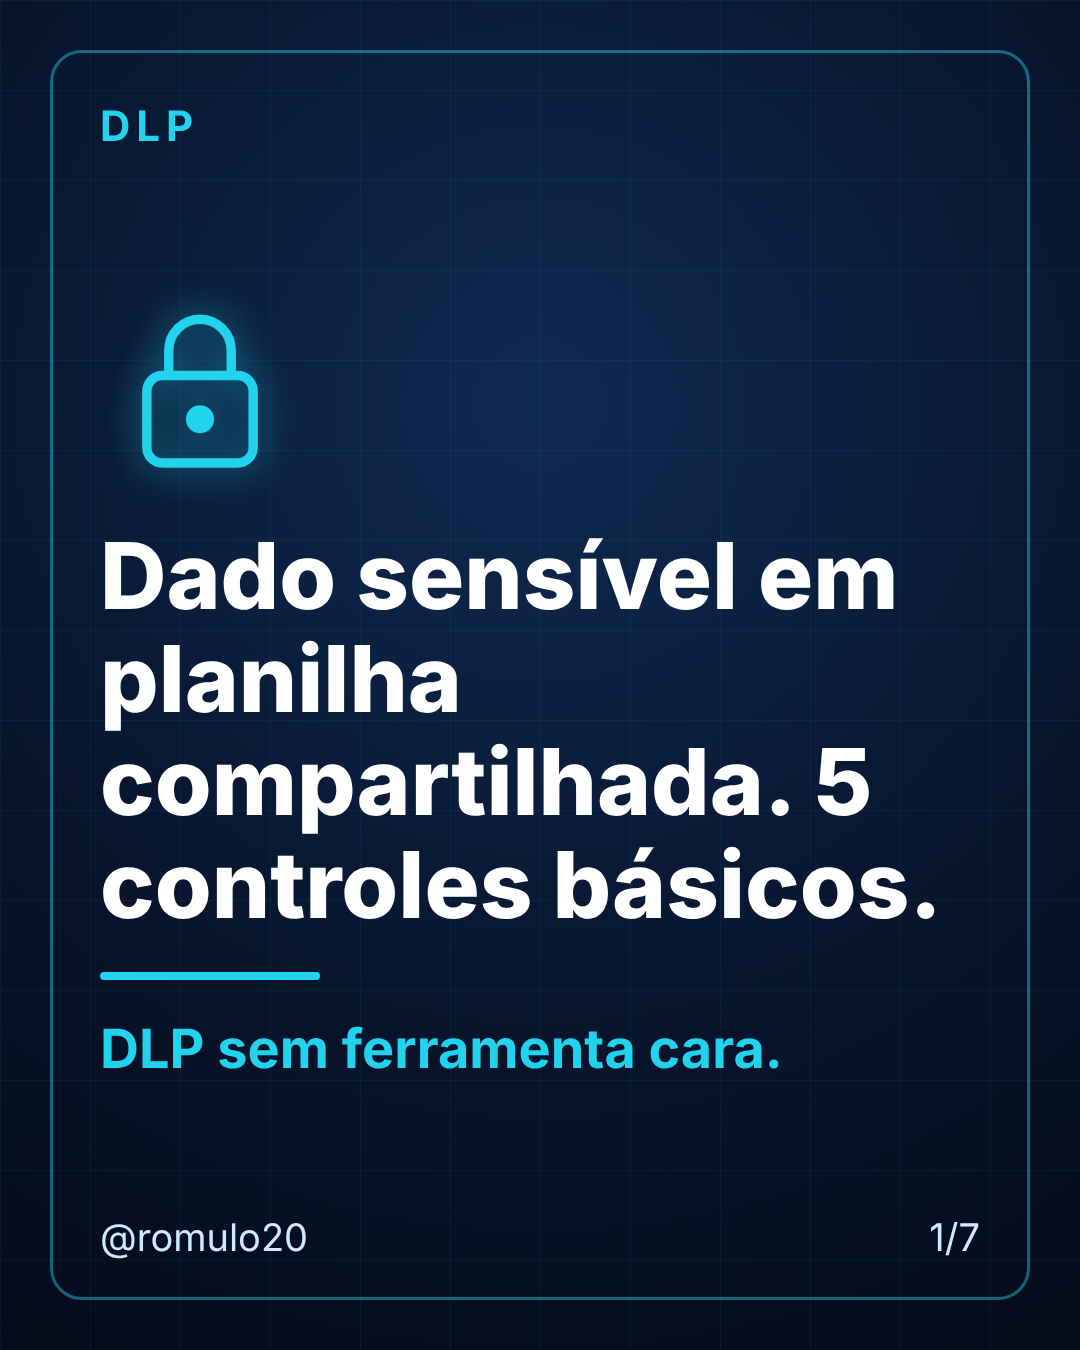 DLP
Dado sensível em
planilha
compartilhada. 5
controles básicos.
DLP sem ferramenta cara.
@romulo20
1/7